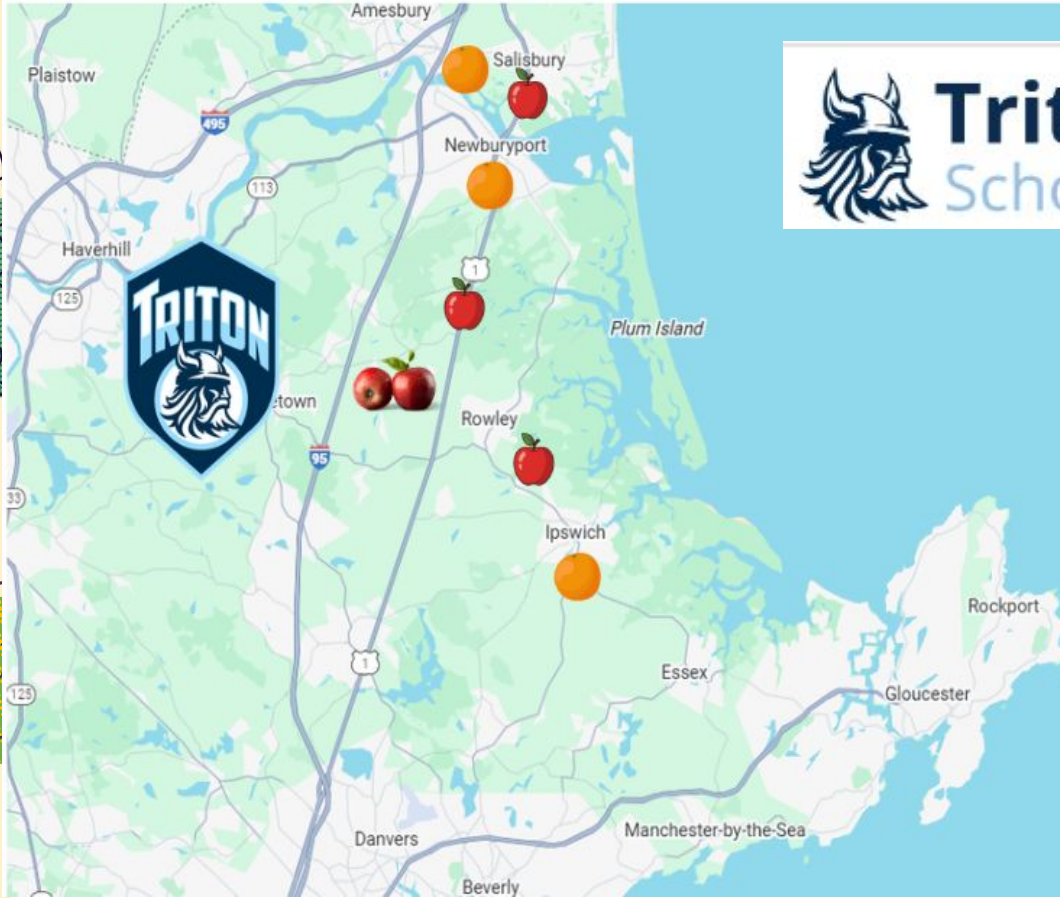 Amesbury
Salisbury
Plaistow
495
Newburyport
113
Haverhill
125
1
TRITON
Plum Island
etown
Rowley
95
33
Ipswich
Rockport
1
Essex
125
Gloucester
Danvers
Manchester-by-the-Sea
Beverly
Trit
Scho